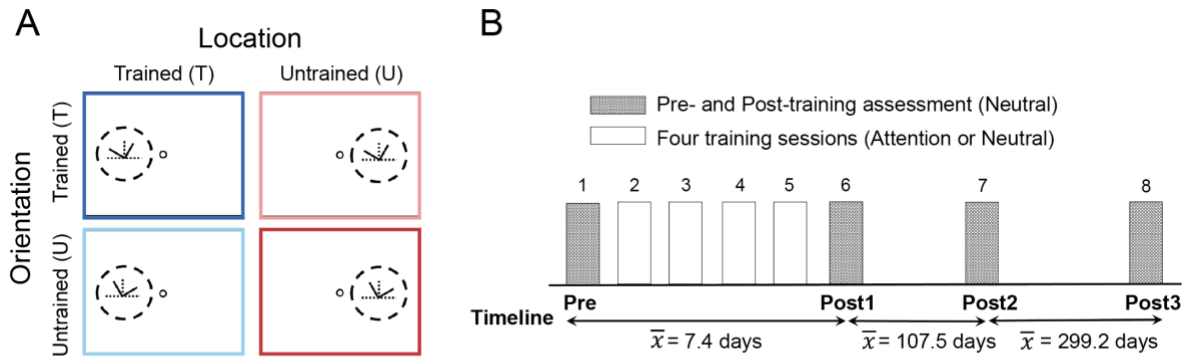 A
Location
Trained (T)
Untrained (U)
Orientation
Trained (T)
Untrained (U)
B
Pre- and Post-training assessment (Neutral)
Four training sessions (Attention or Neutral)
1 2 3 4 5 6 7 8
Pre Post1 Post2 Post3
Timeline
x̅ = 7.4 days x̅ = 107.5 days x̅ = 299.2 days